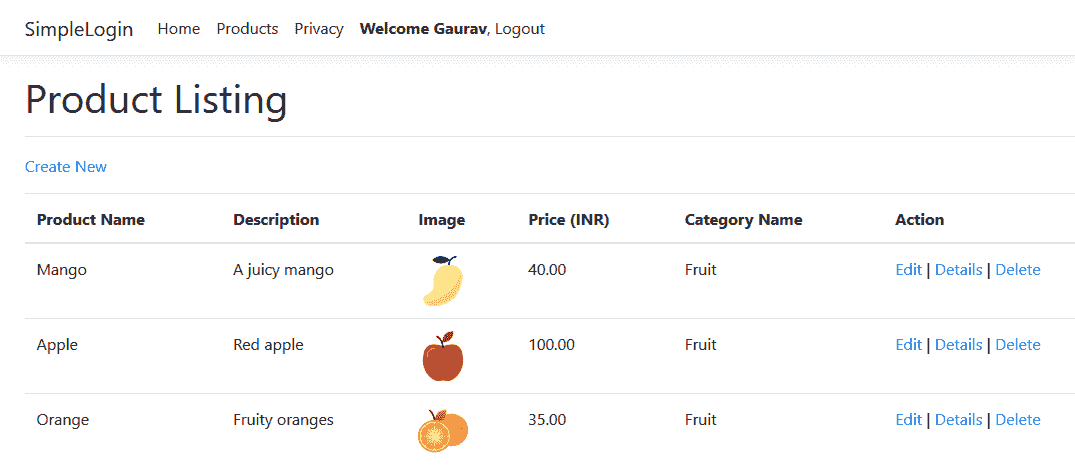 SimpleLogin Home Products Privacy Welcome Gaurav, Logout
Product Listing
Create New
Product Name Description Image Price (INR) Category Name Action
Mango A juicy mango 40.00 Fruit Edit | Details | Delete
Apple Red apple 100.00 Fruit Edit | Details | Delete
Orange Fruity oranges 35.00 Fruit Edit | Details | Delete